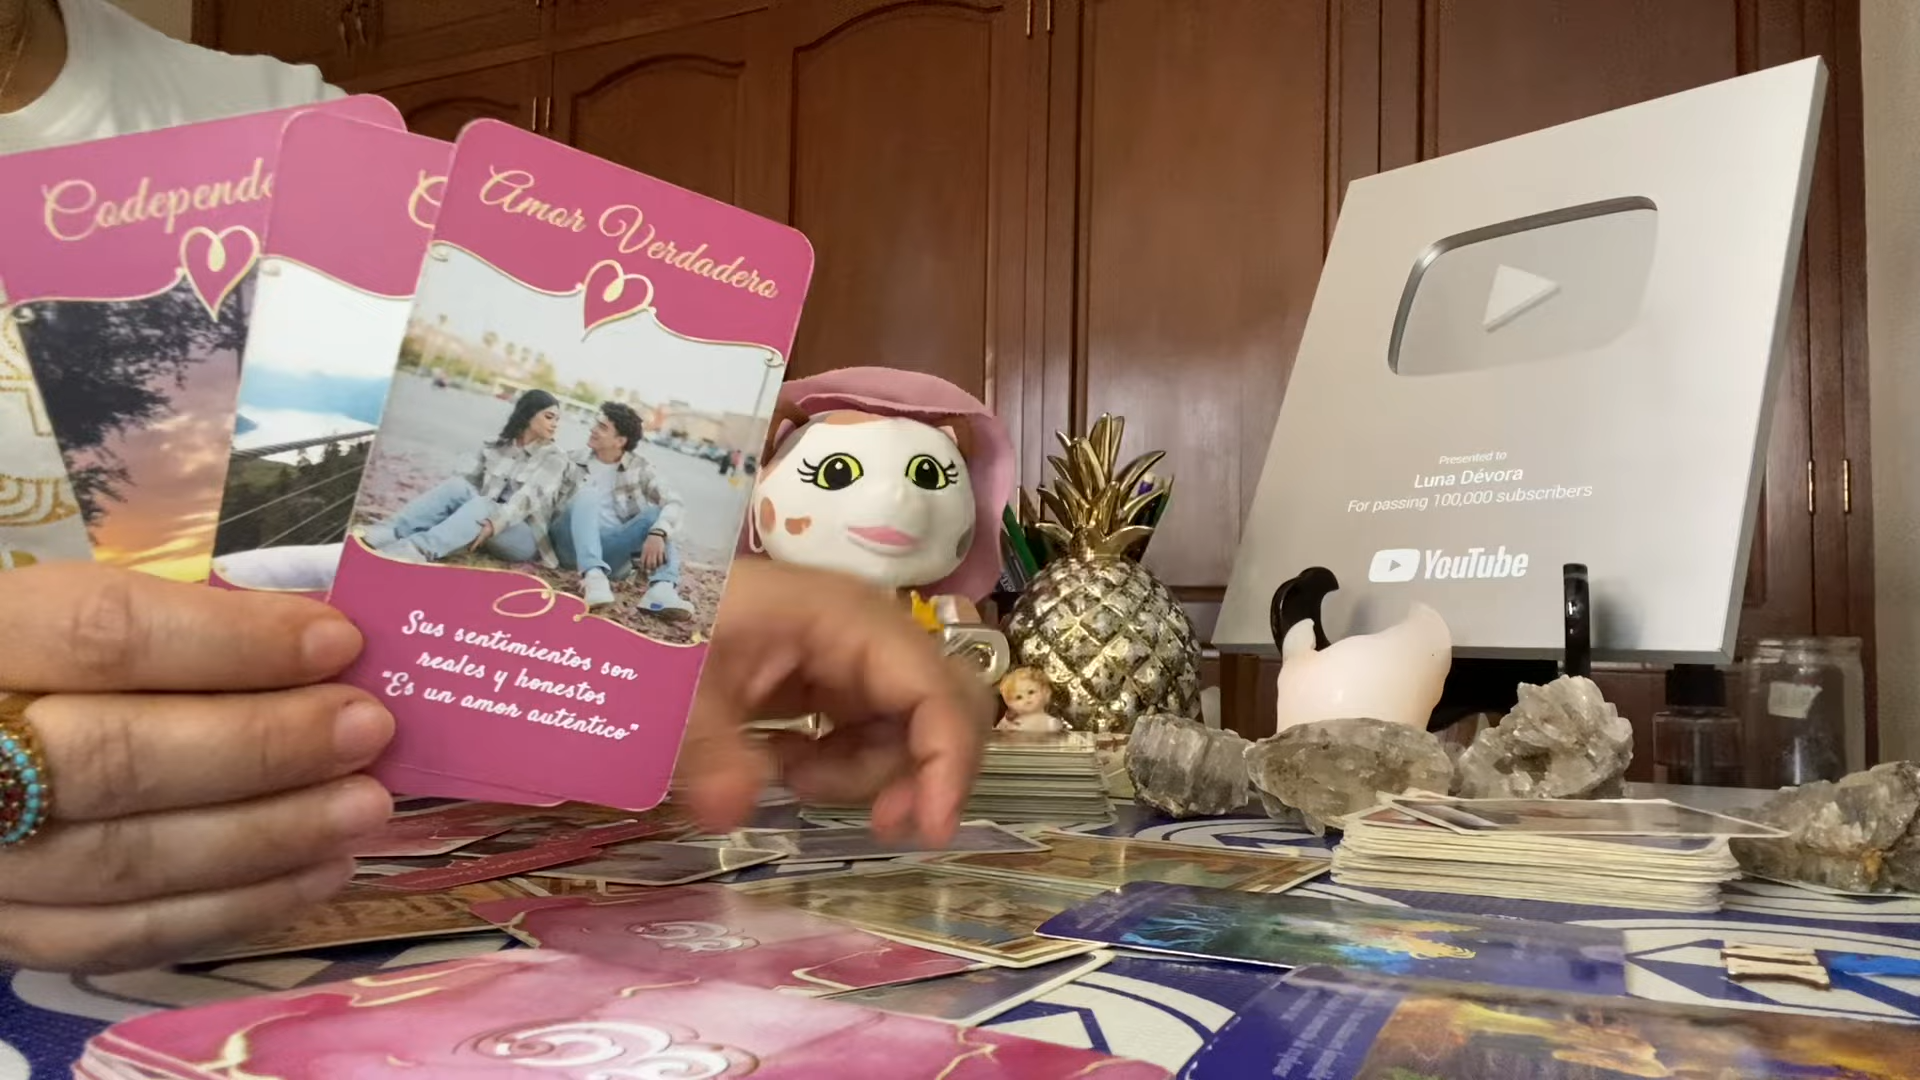 Amor Verdadero
Sus sentimientos son
reales y honestos
"Es un amor auténtico"
Presented to
Luna Dévora
For passing 100,000 subscribers
YouTube